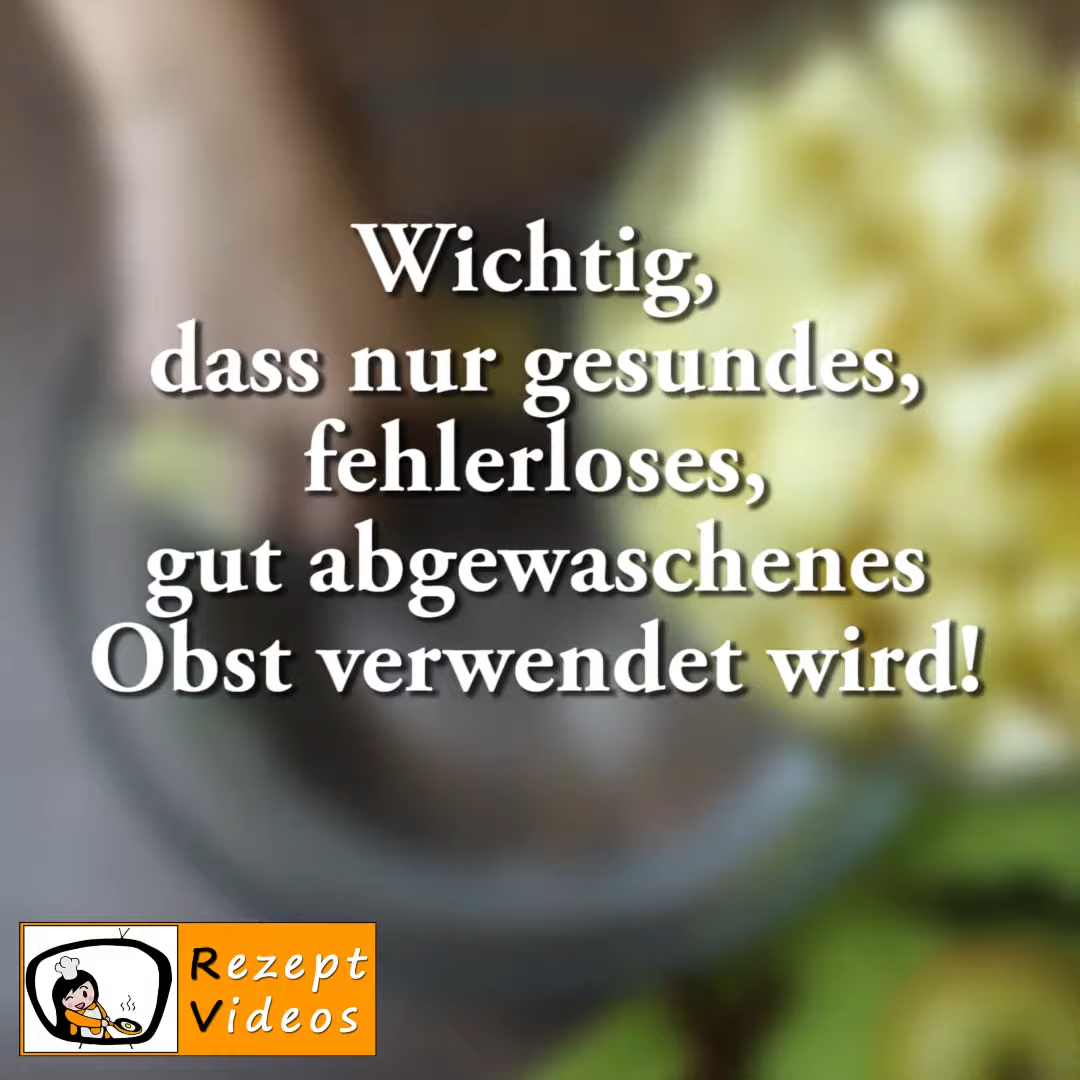 Wichtig,
dass nur gesundes,
fehlerloses,
gut abgewaschenes
Obst verwendet wird!
Rezept
Videos